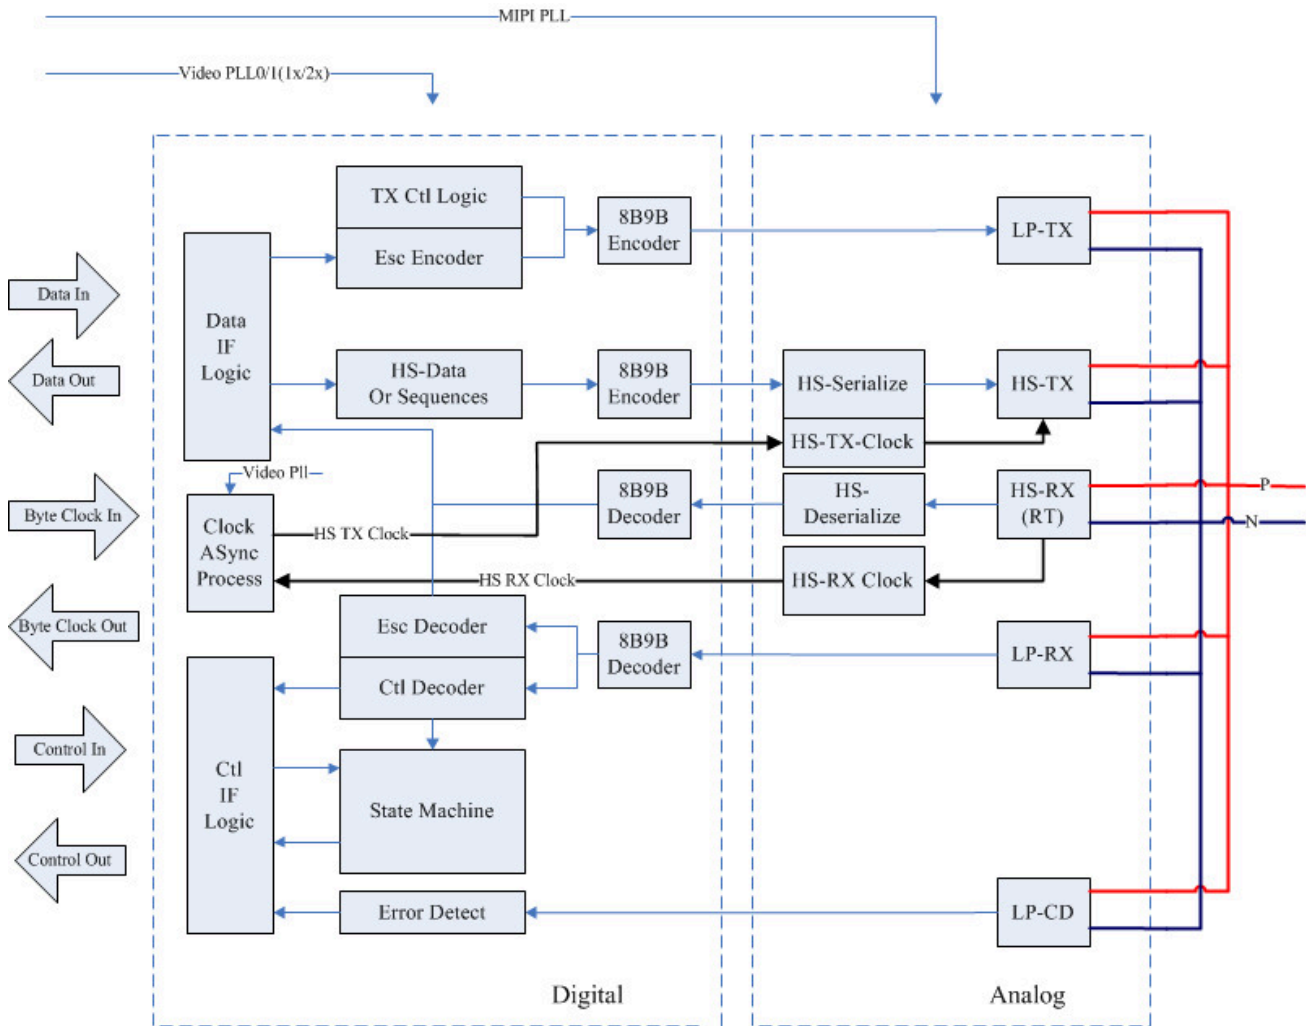 MIPI PLL
Video PLL0/1(1x/2x)
TX Ctl Logic
Esc Encoder
8B9B
Encoder
LP-TX
Data In
Data
IF
Logic
Data Out
HS-Data
Or Sequences
8B9B
Encoder
HS-Serialize
HS-TX
HS-TX-Clock
Video Pll
Byte Clock In
Clock
ASync
Process
HS TX Clock
8B9B
Decoder
HS-
Deserialize
HS-RX
(RT)
P
N
HS RX Clock
HS-RX Clock
Byte Clock Out
Esc Decoder
Ctl Decoder
8B9B
Decoder
LP-RX
Control In
Ctl
IF
Logic
State Machine
Control Out
Error Detect
LP-CD
Digital
Analog